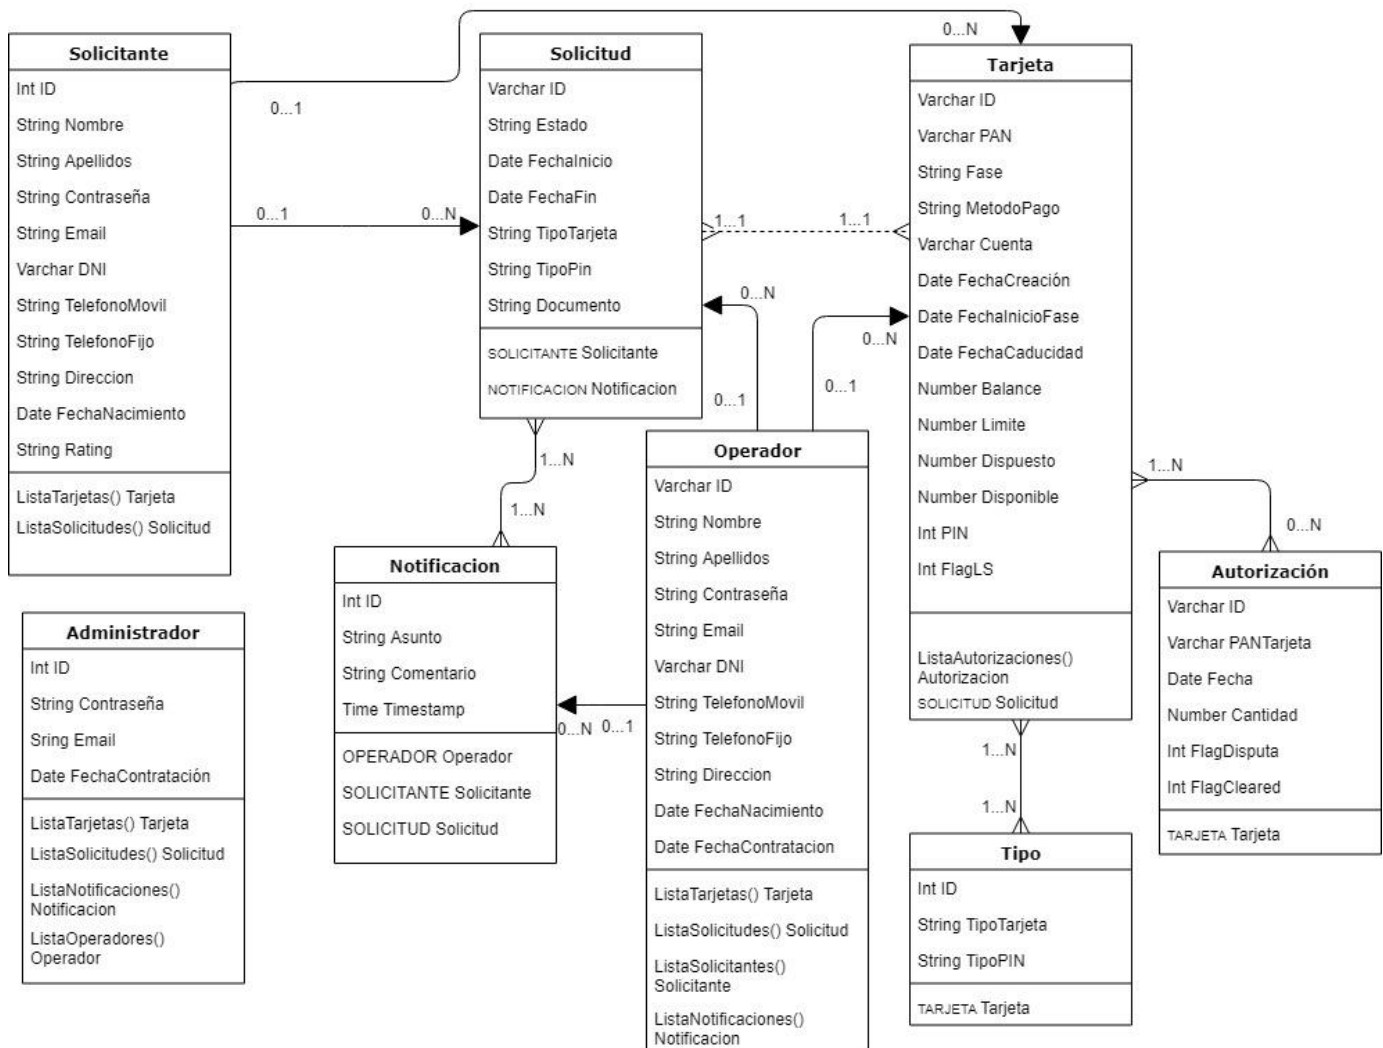 0...N
Solicitante
Int ID
String Nombre
String Apellidos
String Contraseña
String Email
Varchar DNI
String TelefonoMovil
String TelefonoFijo
String Direccion
Date FechaNacimiento
String Rating
ListaTarjetas() Tarjeta
ListaSolicitudes() Solicitud
0...1
0...1
0...N
Solicitud
Varchar ID
String Estado
Date FechaInicio
Date FechaFin
String TipoTarjeta
String TipoPin
String Documento
SOLICITANTE Solicitante
NOTIFICACION Notificacion
1...1
1...1
0...N
0...N
0...1
0...1
Tarjeta
Varchar ID
Varchar PAN
String Fase
String MetodoPago
Varchar Cuenta
Date FechaCreación
Date FechaInicioFase
Date FechaCaducidad
Number Balance
Number Limite
Number Dispuesto
Number Disponible
Int PIN
Int FlagLS
ListaAutorizaciones()
Autorizacion
SOLICITUD Solicitud
1...N
0...N
1...N
1...N
Administrador
Int ID
String Contraseña
Sring Email
Date FechaContratación
ListaTarjetas() Tarjeta
ListaSolicitudes() Solicitud
ListaNotificaciones()
Notificacion
ListaOperadores()
Operador
Notificacion
Int ID
String Asunto
String Comentario
Time Timestamp
OPERADOR Operador
SOLICITANTE Solicitante
SOLICITUD Solicitud
0...N
0...1
Operador
Varchar ID
String Nombre
String Apellidos
String Contraseña
String Email
Varchar DNI
String TelefonoMovil
String TelefonoFijo
String Direccion
Date FechaNacimiento
Date FechaContratacion
ListaTarjetas() Tarjeta
ListaSolicitudes() Solicitud
ListaSolicitantes()
Solicitante
ListaNotificaciones()
Notificacion
Autorización
Varchar ID
Varchar PANTarjeta
Date Fecha
Number Cantidad
Int FlagDisputa
Int FlagCleared
TARJETA Tarjeta
1...N
1...N
Tipo
Int ID
String TipoTarjeta
String TipoPIN
TARJETA Tarjeta